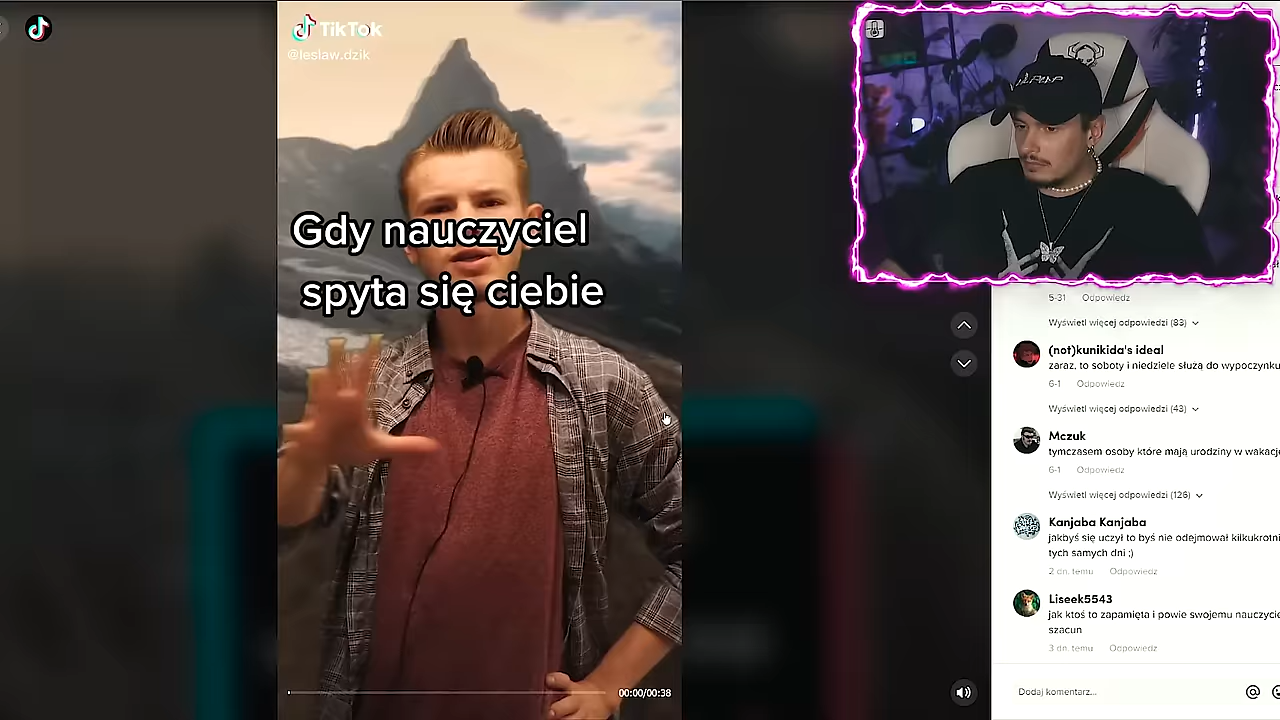 TikTok
@leslaw.dzik
Gdy nauczyciel
spyta się ciebie
00:00/00:38
5-31 Odpowiedz
Wyświetl więcej odpowiedzi (83)
(not)kunikida's ideal
zaraz, to soboty i niedziele służą do wypoczynku
6-1 Odpowiedz
Wyświetl więcej odpowiedzi (43)
Mczuk
tymczasem osoby które mają urodziny w wakacje
6-1 Odpowiedz
Wyświetl więcej odpowiedzi (126)
Kanjaba Kanjaba
jakbyś się uczył to byś nie odejmował kilkukrotni
tych samych dni ;)
2 dn. temu Odpowiedz
Liseek5543
jak ktoś to zapamięta i powie swojemu nauczycie
szacun
3 dn. temu Odpowiedz
Dodaj komentarz...